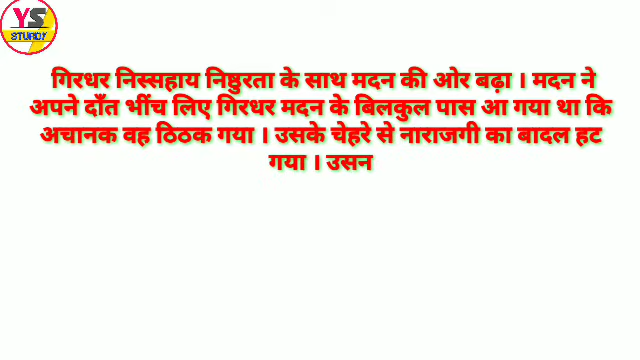 YS
STURDY
गिरधर निस्सहाय निष्ठुरता के साथ मदन की ओर बढ़ा । मदन ने
अपने दाँत भींच लिए गिरधर मदन के बिलकुल पास आ गया था कि
अचानक वह ठिठक गया । उसके चेहरे से नाराजगी का बादल हट
गया । उसन